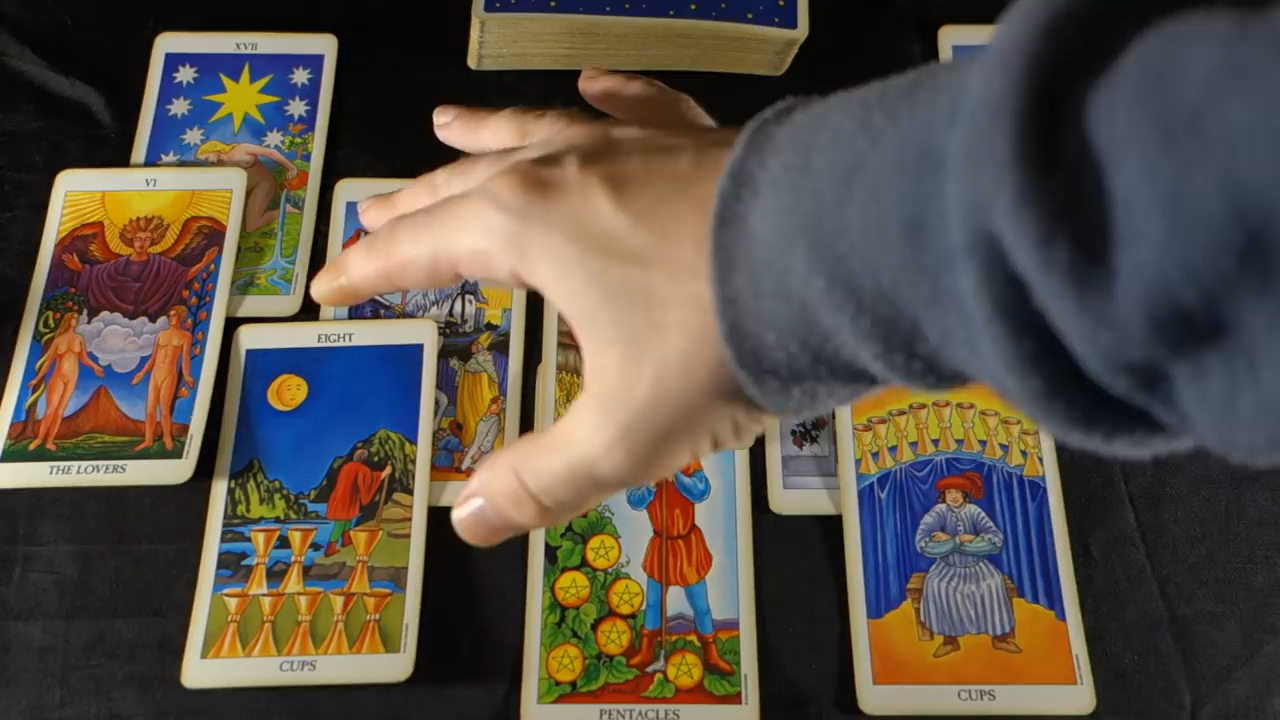 XVII
VI
THE LOVERS
EIGHT
CUPS
PENTACLES
CUPS